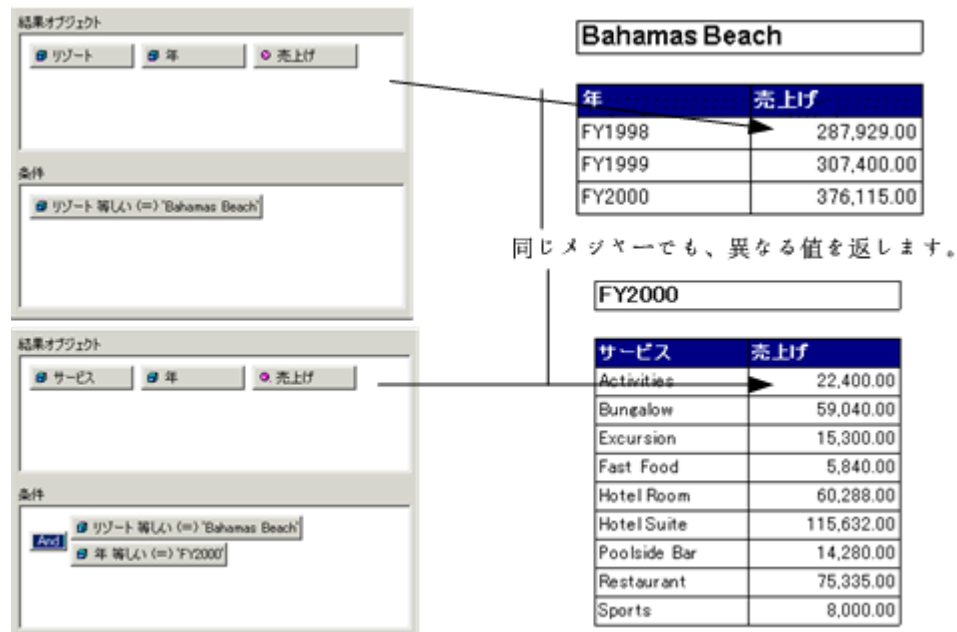 結果オブジェクト
リゾート 年 売上げ
条件
リゾート 等しい (=) 'Bahamas Beach'
Bahamas Beach
年 売上げ
FY1998 287,929.00
FY1999 307,400.00
FY2000 376,115.00
同じメジャーでも、異なる値を返します。
結果オブジェクト
サービス 年 売上げ
条件
And
リゾート 等しい (=) 'Bahamas Beach'
年 等しい (=) 'FY2000'
FY2000
サービス 売上げ
Activities 22,400.00
Bungalow 59,040.00
Excursion 15,300.00
Fast Food 5,840.00
Hotel Room 60,288.00
Hotel Suite 115,632.00
Poolside Bar 14,280.00
Restaurant 75,335.00
Sports 8,000.00